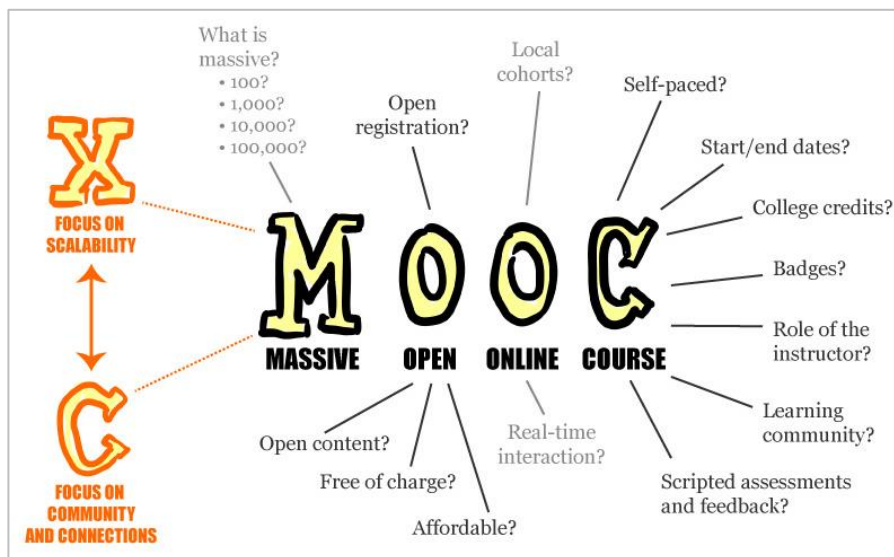 What is
massive?
• 100?
• 1,000?
• 10,000?
• 100,000?
Open
registration?
Local
cohorts?
Self-paced?
Start/end dates?
College credits?
Badges?
Role of the
instructor?
Learning
community?
Scripted assessments
and feedback?
X
FOCUS ON
SCALABILITY
C
FOCUS ON
COMMUNITY
AND CONNECTIONS
MOOC
MASSIVE OPEN ONLINE COURSE
Open content?
Free of charge?
Affordable?
Real-time
interaction?